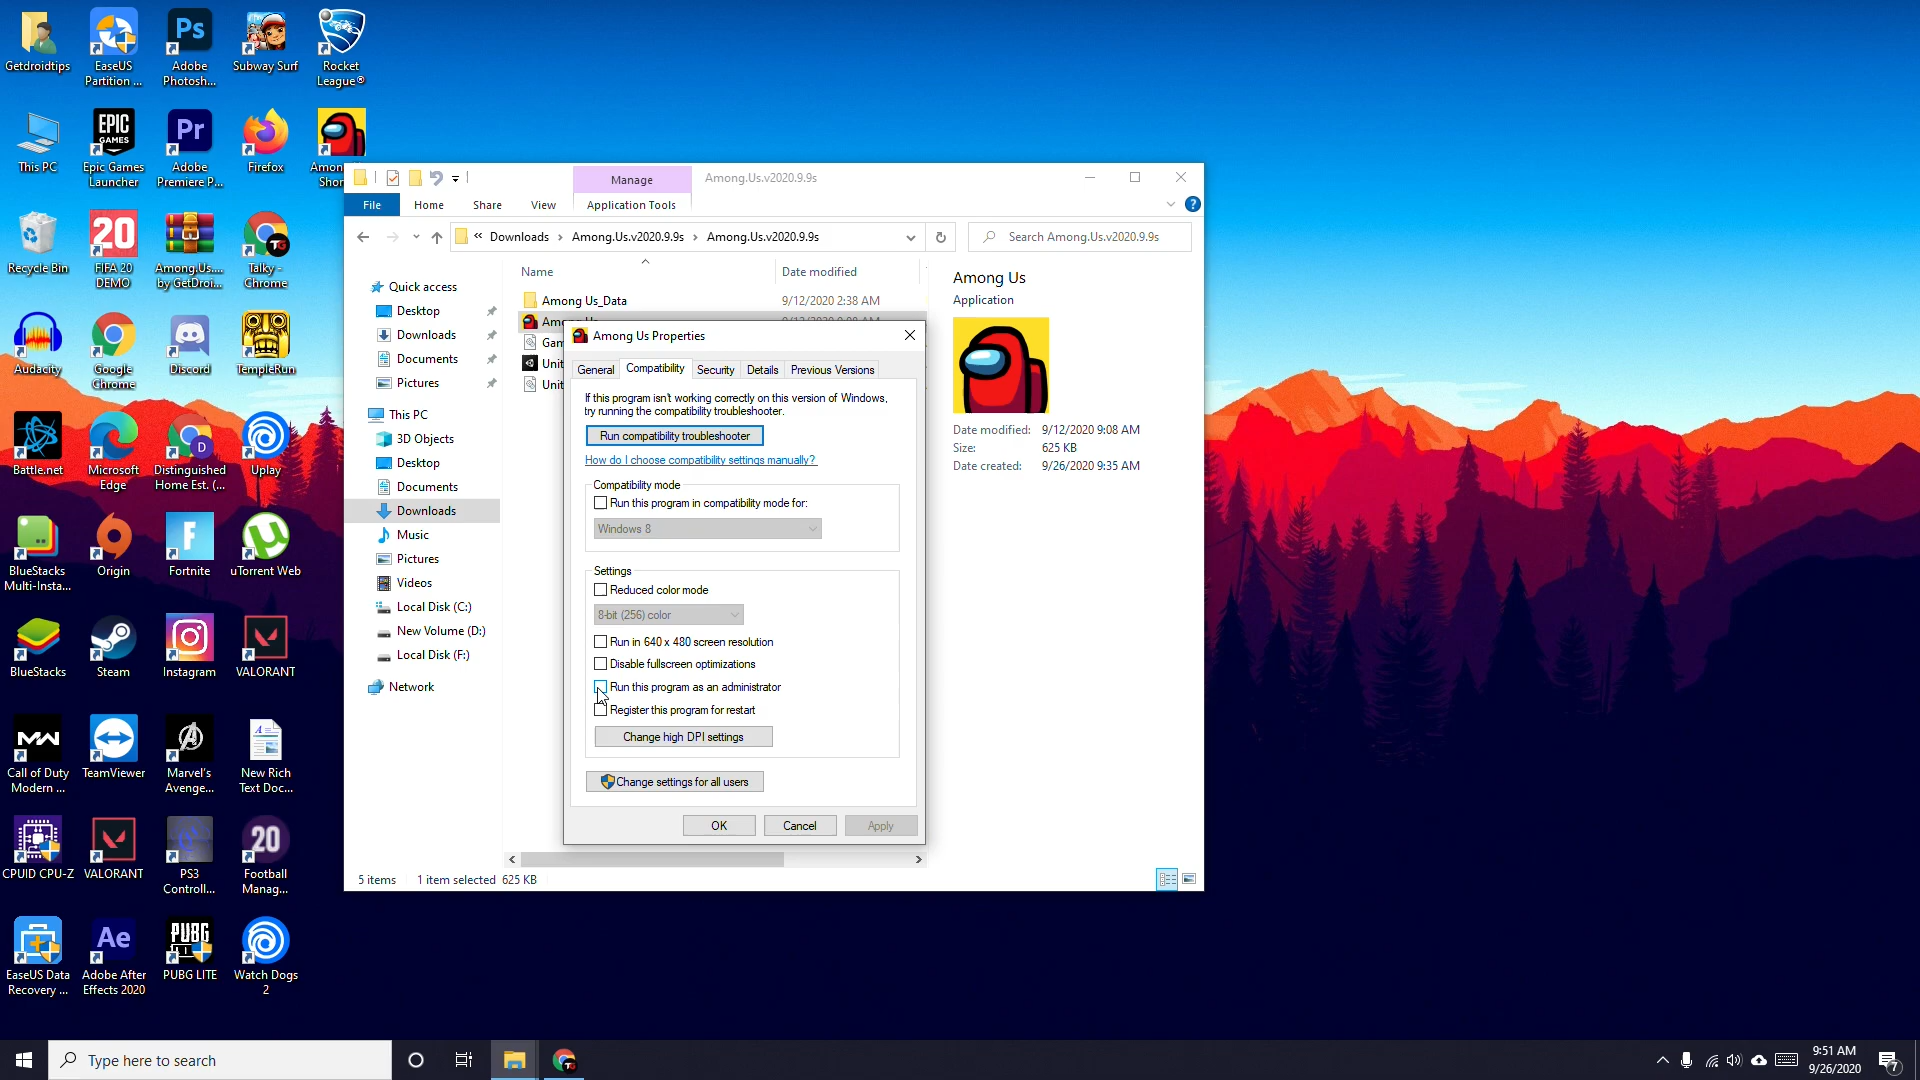 Getdroidtips
EaseUS
Partition ...
Adobe
Photosh...
Subway Surf
Rocket
League®
This PC
EPIC
GAMES
Epic Games
Launcher
Adobe
Premiere P...
Firefox
Recycle Bin
20
FIFA 20
DEMO
Among.Us....
by GetDroi...
TG
Talky -
Chrome
Audacity
Google
Chrome
Discord
TempleRun
Battle.net
Microsoft
Edge
D
Distinguished
Home Est. (...
Uplay
BlueStacks
Multi-Insta...
Origin
Fortnite
uTorrent Web
BlueStacks
Steam
Instagram
VALORANT
Call of Duty
Modern ...
TeamViewer
Marvel's
Avenge...
New Rich
Text Doc...
CPUID CPU-Z
VALORANT
PS3
Controll...
20
Football
Manag...
EaseUS Data
Recovery ...
Ae
Adobe After
Effects 2020
PUBG
PUBG LITE
Watch Dogs
2
Ps
Pr
F
MW
Manage
Among.Us.v2020.9.9s
File
Home
Share
View
Application Tools
« Downloads › Among.Us.v2020.9.9s › Among.Us.v2020.9.9s
Search Among.Us.v2020.9.9s
Quick access
Desktop
Downloads
Documents
Pictures
This PC
3D Objects
Desktop
Documents
Downloads
Music
Pictures
Videos
Local Disk (C:)
New Volume (D:)
Local Disk (F:)
Network
Name
Date modified
Among Us_Data
9/12/2020 2:38 AM
Gam
Unit
Unit
Among Us
Application
Date modified: 9/12/2020 9:08 AM
Size: 625 KB
Date created: 9/26/2020 9:35 AM
5 items
1 item selected 625 KB
Among Us Properties
General
Compatibility
Security
Details
Previous Versions
If this program isn't working correctly on this version of Windows,
try running the compatibility troubleshooter.
Run compatibility troubleshooter
How do I choose compatibility settings manually?
Compatibility mode
Run this program in compatibility mode for:
Windows 8
Settings
Reduced color mode
8-bit (256) color
Run in 640 x 480 screen resolution
Disable fullscreen optimizations
Run this program as an administrator
Register this program for restart
Change high DPI settings
Change settings for all users
OK
Cancel
Apply
Type here to search
9:51 AM
9/26/2020
7